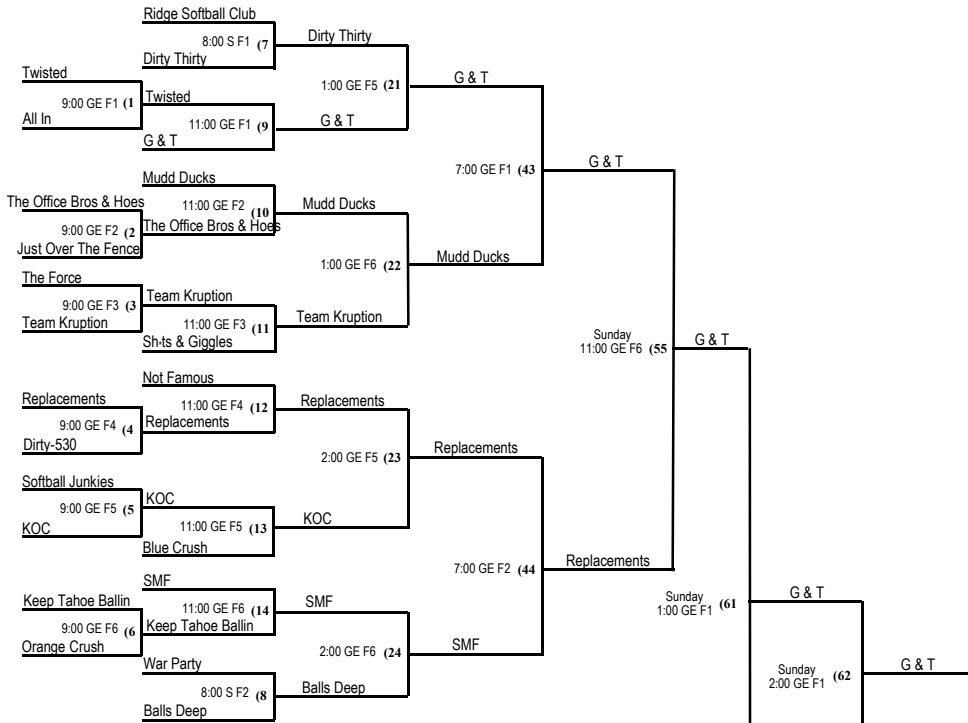 Ridge Softball Club
8:00 S F1 (7
Dirty Thirty
Dirty Thirty
Twisted
9:00 GE F1 (1
All In
Twisted
11:00 GE F1 (9
G & T
G & T
1:00 GE F5 (21
G & T
Mudd Ducks
11:00 GE F2 (10
The Office Bros & Hoes
9:00 GE F2 (2
The Office Bros & Hoes
Just Over The Fence
Mudd Ducks
7:00 GE F1 (43
G & T
1:00 GE F6 (22
Mudd Ducks
The Force
9:00 GE F3 (3
Team Kruption
Team Kruption
11:00 GE F3 (11
Sh-ts & Giggles
Team Kruption
Sunday
11:00 GE F6 (55
G & T
Not Famous
11:00 GE F4 (12
Replacements
9:00 GE F4 (4
Replacements
Dirty-530
Replacements
2:00 GE F5 (23
Replacements
Softball Junkies
9:00 GE F5 (5
KOC
KOC
11:00 GE F5 (13
Blue Crush
KOC
7:00 GE F2 (44
Replacements
SMF
11:00 GE F6 (14
Keep Tahoe Ballin
9:00 GE F6 (6
Keep Tahoe Ballin
Orange Crush
SMF
2:00 GE F6 (24
SMF
War Party
8:00 S F2 (8
Balls Deep
Balls Deep
Sunday
1:00 GE F1 (61
G & T
Sunday
2:00 GE F1 (62
G & T